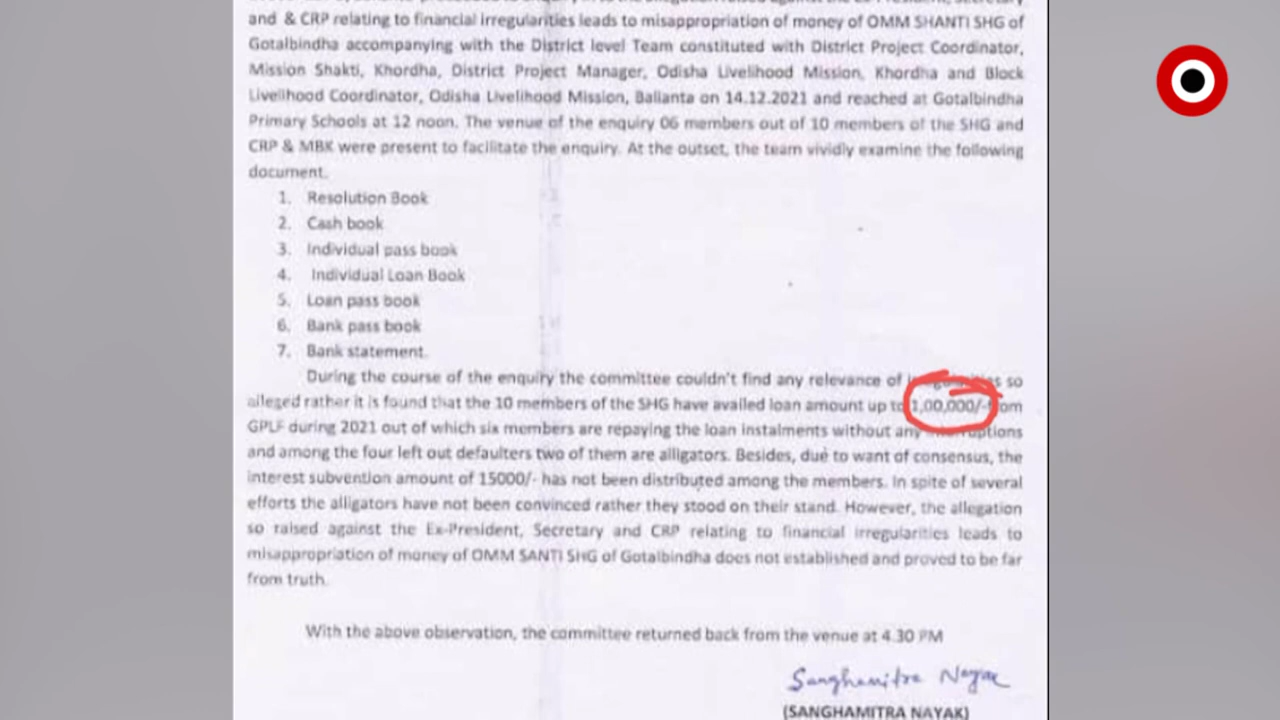 and & CRP relating to financial irregularities leads to misappropriation of money of OMM SHANTI SHG of
Gotalbindha accompanying with the District level Team constituted with District Project Coordinator,
Mission Shakti, Khordha, District Project Manager, Odisha Livelihood Mission, Khordha and Block
Livelihood Coordinator, Odisha Livelihood Mission, Balianta on 14.12.2021 and reached at Gotalbindha
Primary Schools at 12 noon. The venue of the enquiry 06 members out of 10 members of the SHG and
CRP & MBK were present to facilitate the enquiry. At the outset, the team vividly examine the following
document.
1. Resolution Book
2. Cash book
3. Individual pass book
4. Individual Loan Book
5. Loan pass book
6. Bank pass book
7. Bank statement.
During the course of the enquiry the committee couldn't find any relevance of so
alleged rather it is found that the 10 members of the SHG have availed loan amount up to 1,00,000/- from
GPLF during 2021 out of which six members are repaying the loan instalments without any
and among the four left out defaulters two of them are alligators. Besides, due to want of consensus, the
interest subvention amount of 15000/- has not been distributed among the members. In spite of several
efforts the alligators have not been convinced rather they stood on their stand. However, the allegation
so raised against the Ex-President, Secretary and CRP relating to financial irregularities leads to
misappropriation of money of OMM SANTI SHG of Gotalbindha does not established and proved to be far
from truth.
With the above observation, the committee returned back from the venue at 4.30 PM
Sanghamitra Nayak
(SANGHAMITRA NAYAK)